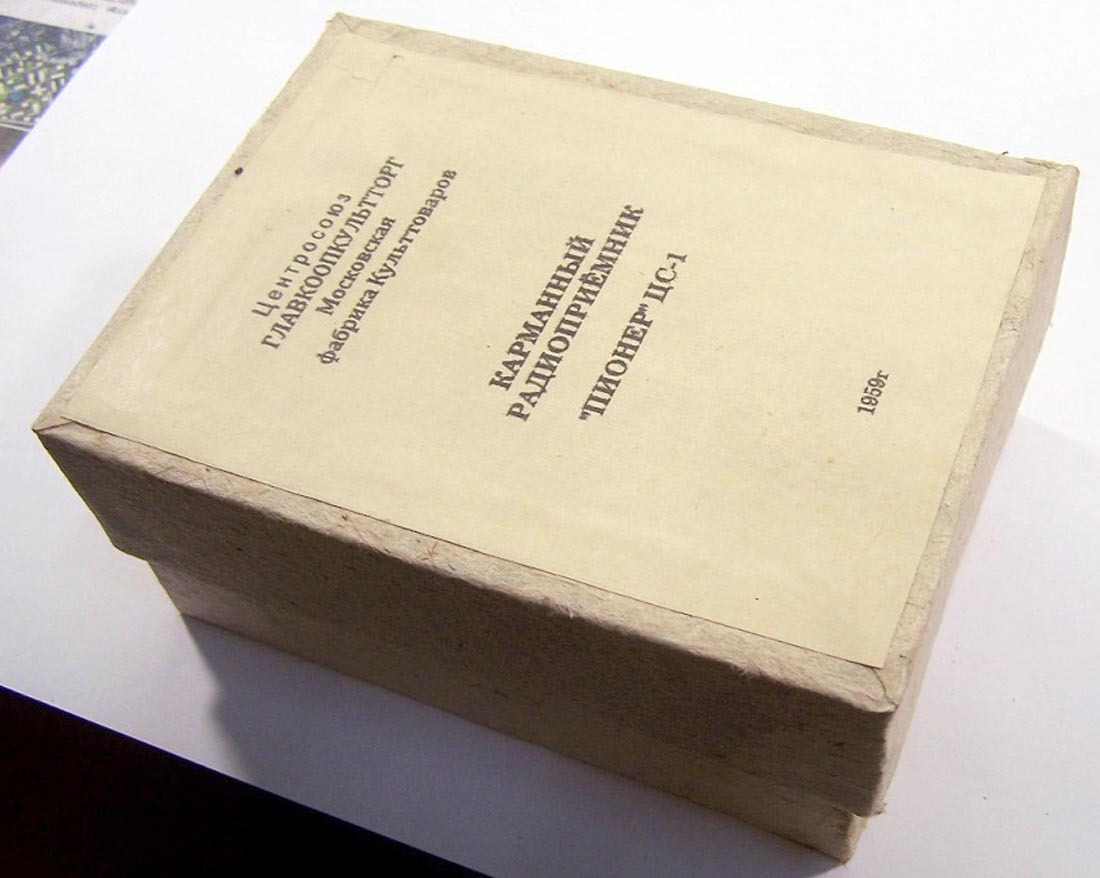 Центросоюз
ГЛАВКООПКУЛЬТТОРГ
Московская
фабрика Культтоваров
КАРМАННЫЙ
РАДИОПРИЁМНИК
"ПИОНЕР" ЦС-1
1959г